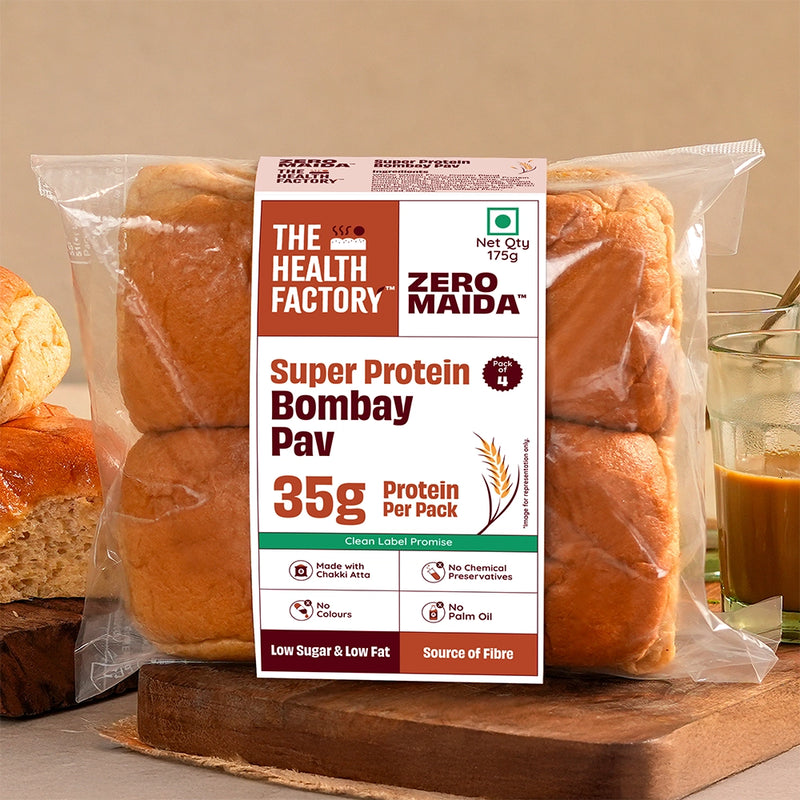 ZERO
MAIDA™
THE
HEALTH
FACTORY™
Super Protein
Bombay Pav
Ingredients
THE
HEALTH
FACTORY™
Net Qty
175g
ZERO
MAIDA™
Super Protein
Bombay
Pav
Pack
of
4
35g
Protein
Per Pack
*Image for representation only.
Clean Label Promise
Made with
Chakki Atta
No Chemical
Preservatives
No
Colours
No
Palm Oil
Low Sugar & Low Fat
Source of Fibre